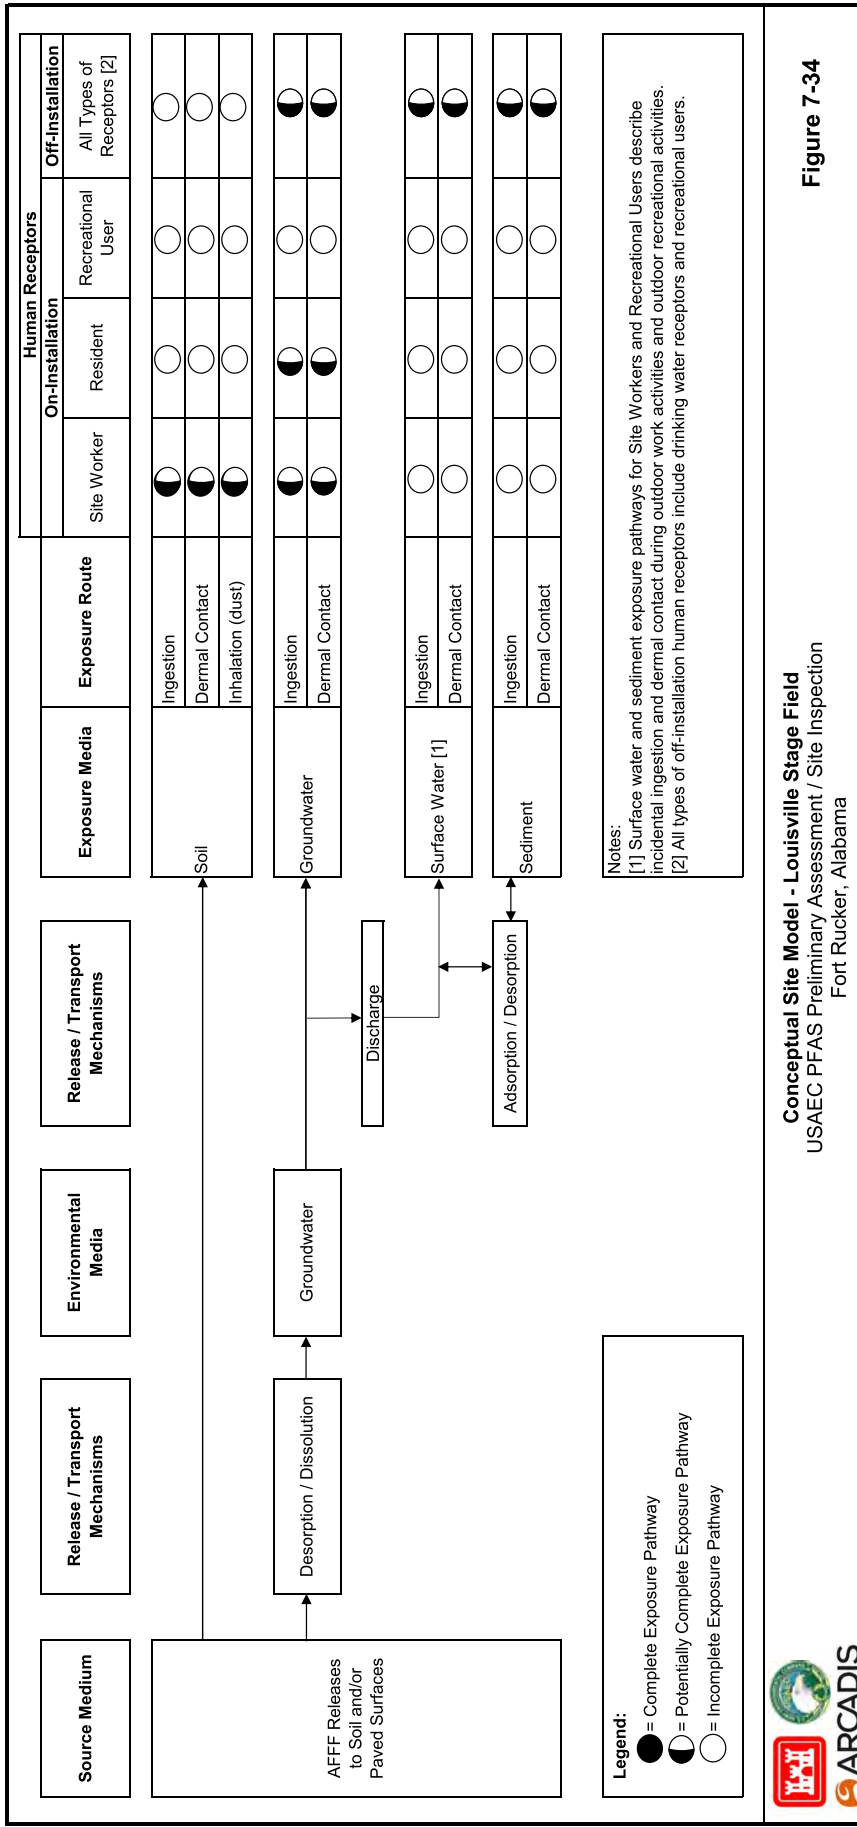 Human Receptors
On-Installation
Off-Installation
Source Medium
Release / Transport
Mechanisms
Environmental
Media
Release / Transport
Mechanisms
Exposure Media
Exposure Route
Site Worker
Resident
Recreational
User
All Types of
Receptors [2]
AFFF Releases
to Soil and/or
Paved Surfaces
Soil
Ingestion
Dermal Contact
Inhalation (dust)
Desorption / Dissolution
Groundwater
Groundwater
Ingestion
Dermal Contact
Discharge
Surface Water [1]
Ingestion
Dermal Contact
Adsorption / Desorption
Sediment
Ingestion
Dermal Contact
Legend:
= Complete Exposure Pathway
= Potentially Complete Exposure Pathway
= Incomplete Exposure Pathway
Notes:
[1] Surface water and sediment exposure pathways for Site Workers and Recreational Users describe
incidental ingestion and dermal contact during outdoor work activities and outdoor recreational activities.
[2] All types of off-installation human receptors include drinking water receptors and recreational users.
ARCADIS
Conceptual Site Model - Louisville Stage Field
USAEC PFAS Preliminary Assessment / Site Inspection
Fort Rucker, Alabama
Figure 7-34